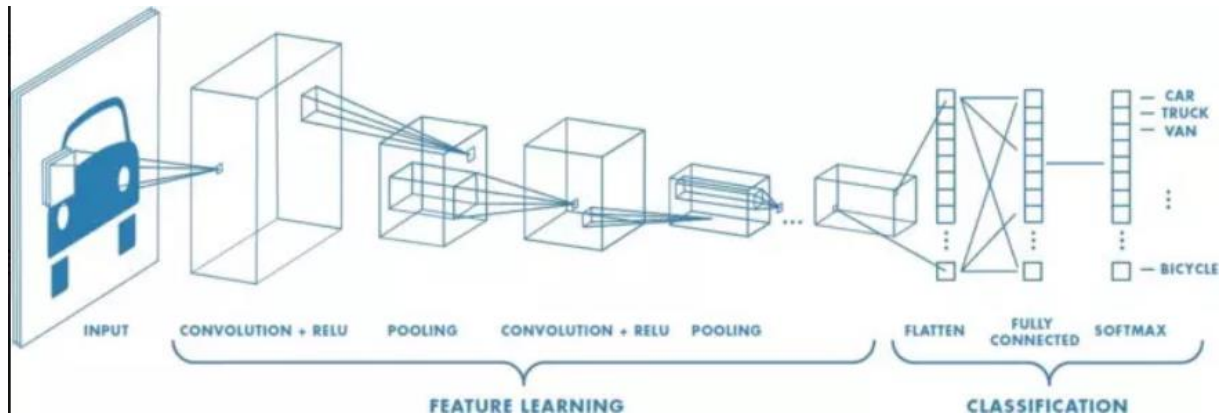 CAR
TRUCK
VAN
BICYCLE
INPUT
CONVOLUTION + RELU
POOLING
CONVOLUTION + RELU
POOLING
FLATTEN
FULLY
CONNECTED
SOFTMAX
FEATURE LEARNING
CLASSIFICATION